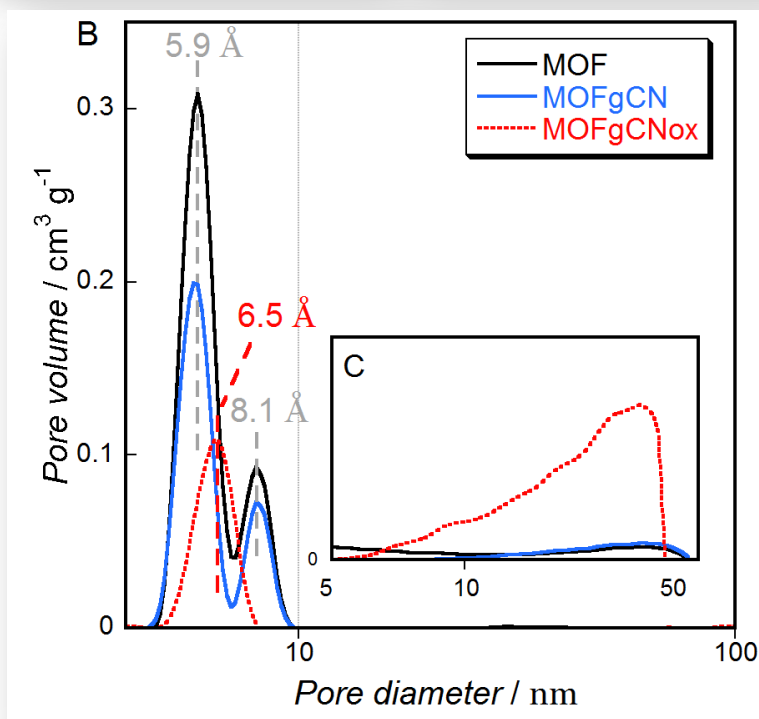 B
5.9 Å
MOF
MOFgCN
MOFgCNox
0.3
0.2
0.1
0
Pore volume / cm³ g⁻¹
6.5 Å
8.1 Å
C
0
5
10
50
10
100
Pore diameter / nm